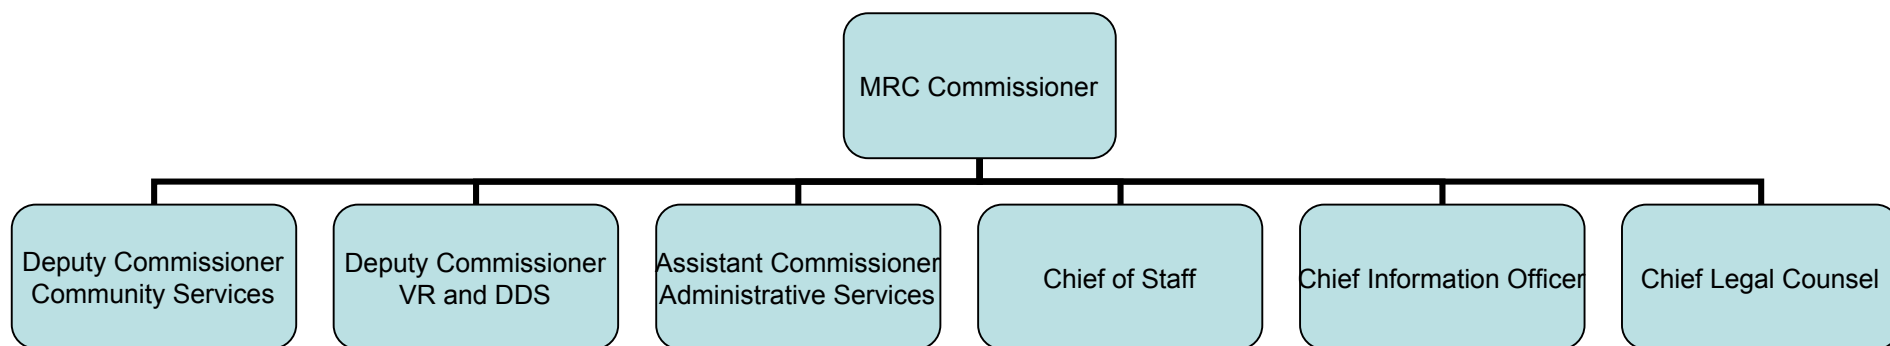 MRC Commissioner
Deputy Commissioner
Community Services
Deputy Commissioner
VR and DDS
Assistant Commissioner
Administrative Services
Chief of Staff
Chief Information Officer
Chief Legal Counsel